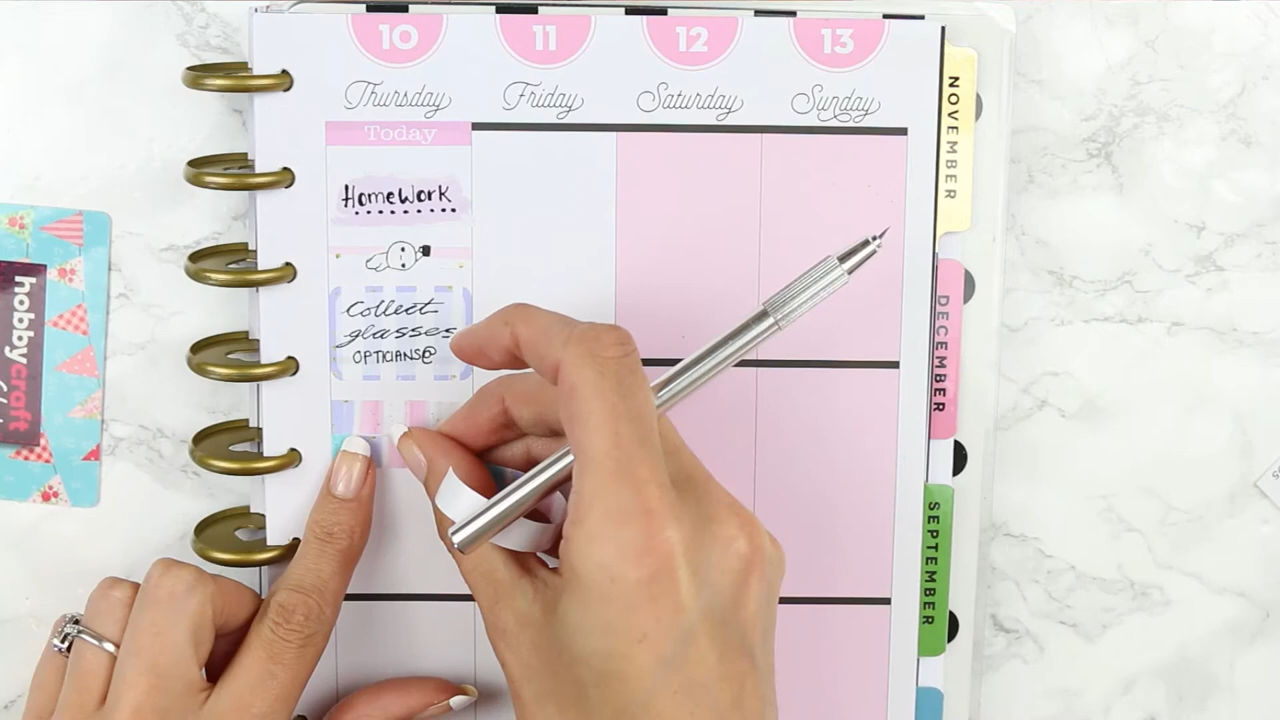 10 11 12 13
Thursday Friday Saturday Sunday
Today
HomeWork
Collect
glasses
OPTICIANS@
NOVEMBER
DECEMBER
SEPTEMBER
hobbycraft